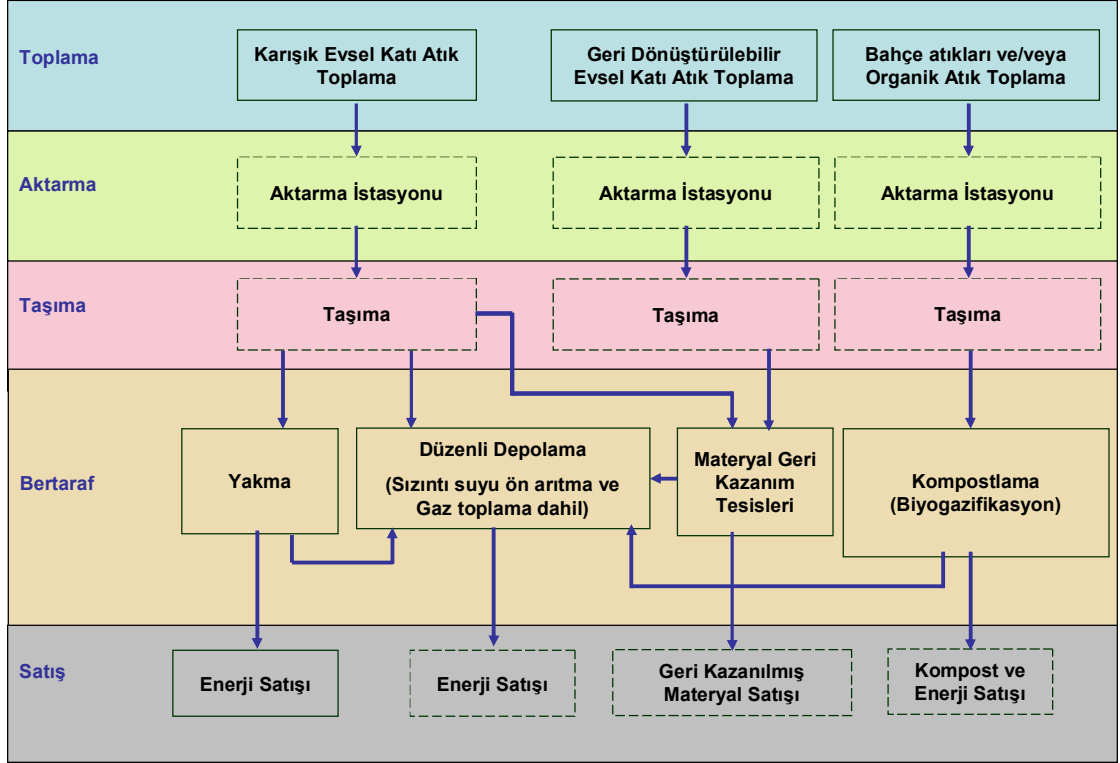 Toplama
Karışık Evsel Katı Atık
Toplama
Geri Dönüştürülebilir
Evsel Katı Atık Toplama
Bahçe atıkları ve/veya
Organik Atık Toplama
Aktarma
Aktarma İstasyonu
Aktarma İstasyonu
Aktarma İstasyonu
Taşıma
Taşıma
Taşıma
Taşıma
Bertaraf
Yakma
Düzenli Depolama
(Sızıntı suyu ön arıtma ve
Gaz toplama dahil)
Materyal Geri
Kazanım
Tesisleri
Kompostlama
(Biyogazifikasyon)
Satış
Enerji Satışı
Enerji Satışı
Geri Kazanılmış
Materyal Satışı
Kompost ve
Enerji Satışı